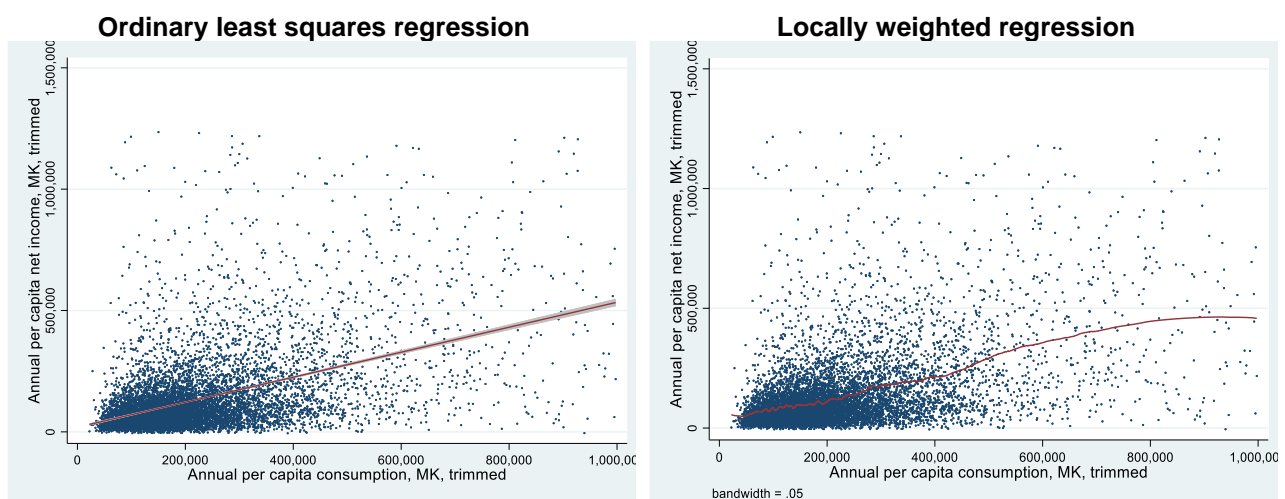 Ordinary least squares regression
Annual per capita net income, MK, trimmed
1,500,000
1,000,000
500,000
0
0 200,000 400,000 600,000 800,000 1,000,00
Annual per capita consumption, MK, trimmed
Locally weighted regression
Annual per capita net income, MK, trimmed
1,500,000
1,000,000
500,000
0
0 200,000 400,000 600,000 800,000 1,000,00
Annual per capita consumption, MK, trimmed
bandwidth = .05